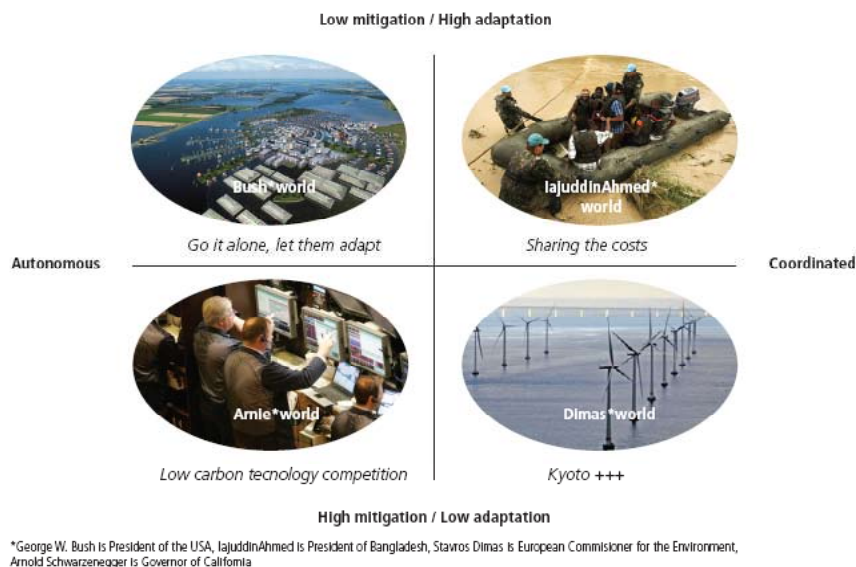 Low mitigation / High adaptation
Bush*world
IajuddinAhmed*
world
Go it alone, let them adapt
Sharing the costs
Autonomous
Coordinated
Arnie*world
Dimas*world
Low carbon tecnology competition
Kyoto +++
High mitigation / Low adaptation
*George W. Bush is President of the USA, IajuddinAhmed is President of Bangladesh, Stavros Dimas is European Commisioner for the Environment,
Arnold Schwarzenegger is Governor of California